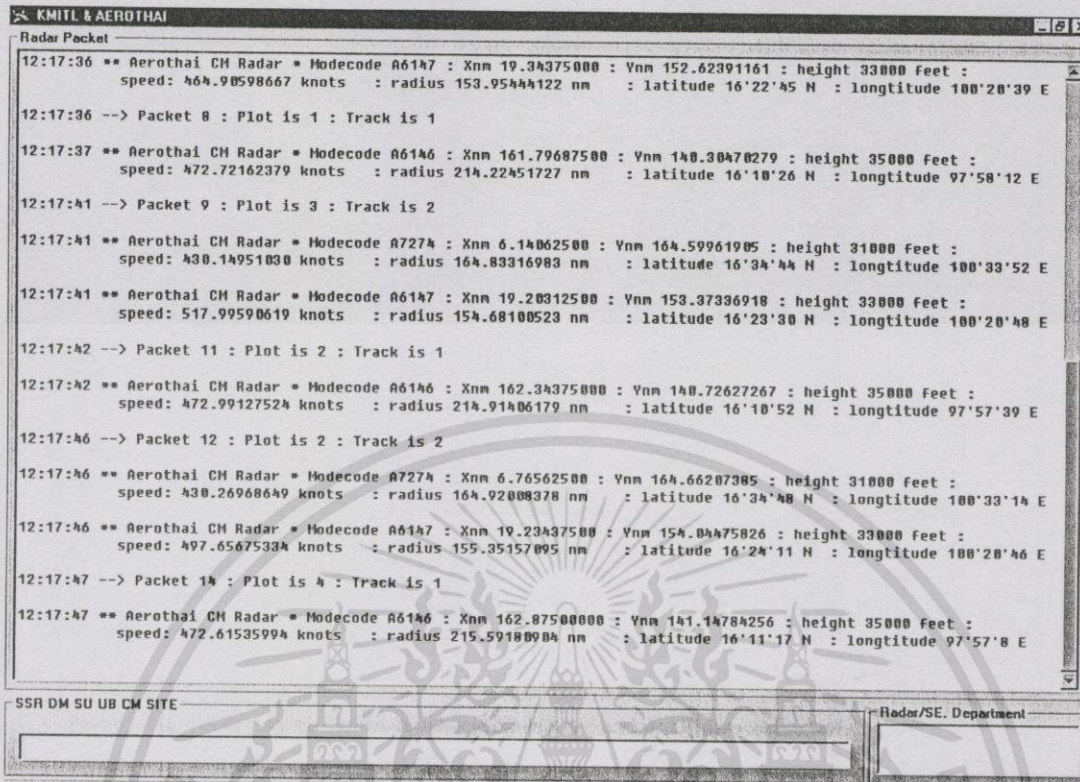 KMITL & AEROTHAI
Radar Packet
12:17:36 ** Aerothai CM Radar * Modecode A6147 : Xnm 19.34375000 : Ynm 152.62391161 : height 33000 feet :
speed: 464.90598667 knots : radius 153.95444122 nm : latitude 16'22'45 N : longtitude 100'20'39 E
12:17:36 --> Packet 8 : Plot is 1 : Track is 1
12:17:37 ** Aerothai CM Radar * Modecode A6146 : Xnm 161.79687500 : Ynm 140.30470279 : height 35000 feet :
speed: 472.72162379 knots : radius 214.22451727 nm : latitude 16'10'26 N : longtitude 97'58'12 E
12:17:41 --> Packet 9 : Plot is 3 : Track is 2
12:17:41 ** Aerothai CM Radar * Modecode A7274 : Xnm 6.14062500 : Ynm 164.59961905 : height 31000 feet :
speed: 430.14951030 knots : radius 164.83316983 nm : latitude 16'34'44 N : longtitude 100'33'52 E
12:17:41 ** Aerothai CM Radar * Modecode A6147 : Xnm 19.20312500 : Ynm 153.37336918 : height 33000 feet :
speed: 517.99590619 knots : radius 154.68100523 nm : latitude 16'23'30 N : longtitude 100'20'48 E
12:17:42 --> Packet 11 : Plot is 2 : Track is 1
12:17:42 ** Aerothai CM Radar * Modecode A6146 : Xnm 162.34375000 : Ynm 140.72627267 : height 35000 feet :
speed: 472.99127524 knots : radius 214.91406179 nm : latitude 16'10'52 N : longtitude 97'57'39 E
12:17:46 --> Packet 12 : Plot is 2 : Track is 2
12:17:46 ** Aerothai CM Radar * Modecode A7274 : Xnm 6.76562500 : Ynm 164.66207385 : height 31000 feet :
speed: 430.26968649 knots : radius 164.92008378 nm : latitude 16'34'48 N : longtitude 100'33'14 E
12:17:46 ** Aerothai CM Radar * Modecode A6147 : Xnm 19.23437500 : Ynm 154.04475826 : height 33000 feet :
speed: 497.65675334 knots : radius 155.35157095 nm : latitude 16'24'11 N : longtitude 100'20'46 E
12:17:47 --> Packet 14 : Plot is 4 : Track is 1
12:17:47 ** Aerothai CM Radar * Modecode A6146 : Xnm 162.87500000 : Ynm 141.14784256 : height 35000 feet :
speed: 472.61535994 knots : radius 215.59180904 nm : latitude 16'11'17 N : longtitude 97'57'8 E
SSR DM SU UB CM SITE
Radar/SE. Department